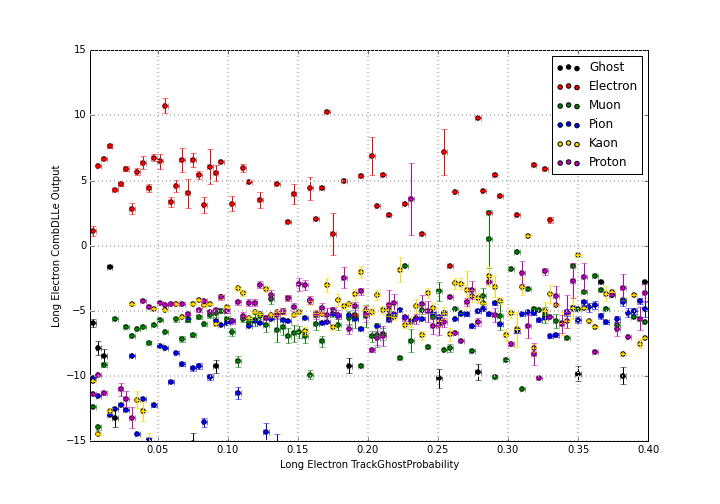 15
10
5
0
−5
−10
−15
0.05
0.10
0.15
0.20
0.25
0.30
0.35
0.40
Long Electron CombDLLe Output
Long Electron TrackGhostProbability
Ghost
Electron
Muon
Pion
Kaon
Proton